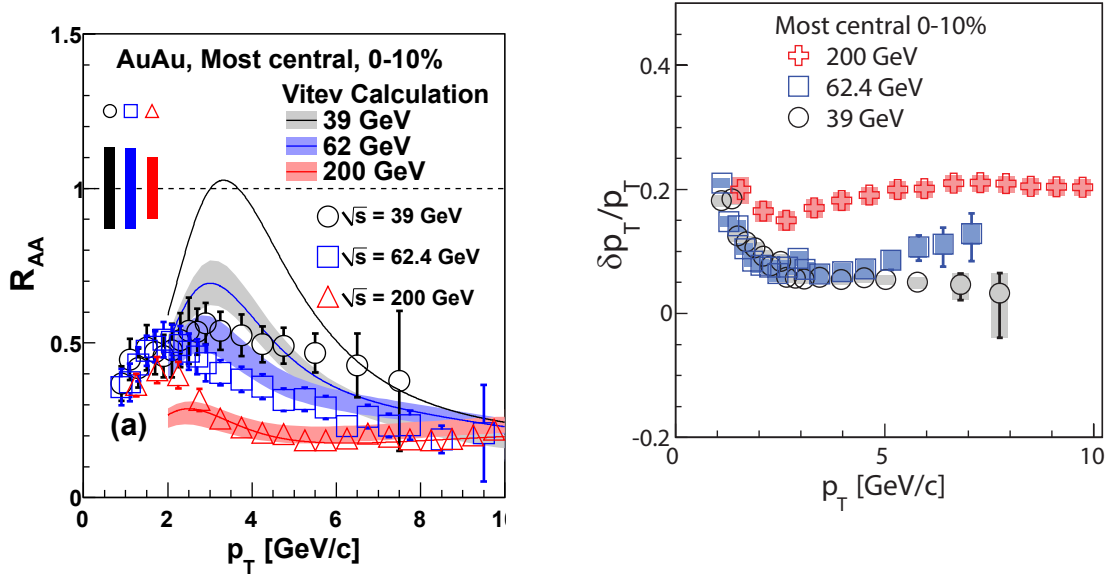 AuAu, Most central, 0-10%
Vitev Calculation
39 GeV
62 GeV
200 GeV
√s = 39 GeV
√s = 62.4 GeV
√s = 200 GeV
(a)
R_AA
1.5
1
0.5
0
0 2 4 6 8 10
p_T [GeV/c]
Most central 0-10%
200 GeV
62.4 GeV
39 GeV
δp_T/p_T
0.4
0.2
0
-0.2
0 5 10
p_T [GeV/c]